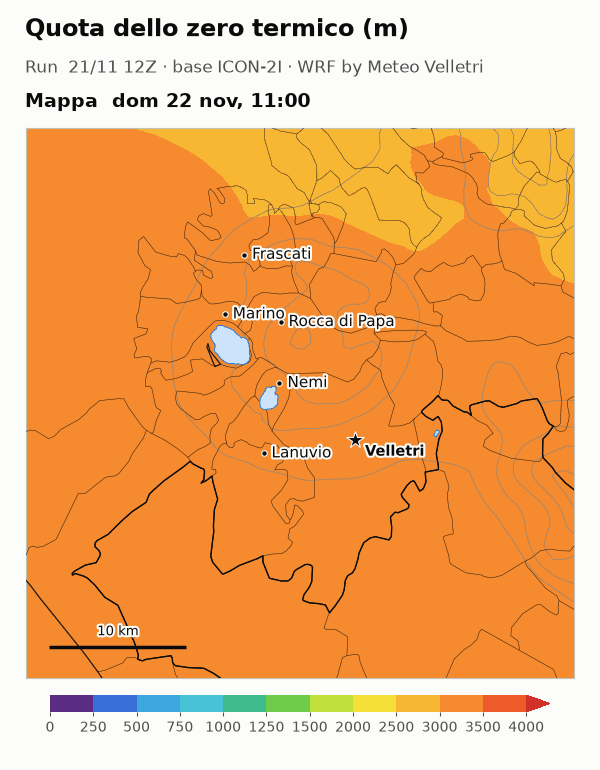 Quota dello zero termico (m)
Run  21/11 12Z · base ICON-2I · WRF by Meteo Velletri
Mappa  dom 22 nov, 11:00
Frascati
Marino
Rocca di Papa
Nemi
Velletri
Lanuvio
10 km
0 250 500 750 1000 1250 1500 2000 2500 3000 3500 4000